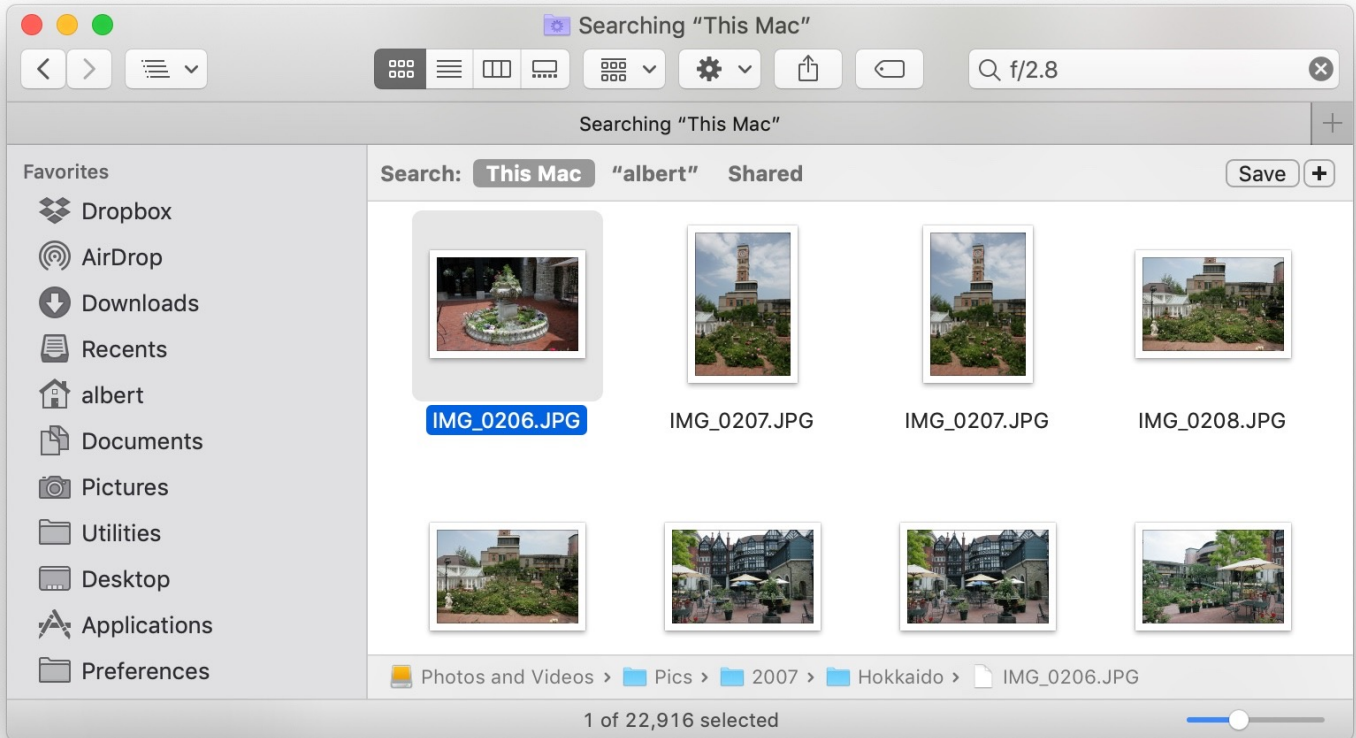 Searching “This Mac”
f/2.8
Searching “This Mac”
Favorites
Dropbox
AirDrop
Downloads
Recents
albert
Documents
Pictures
Utilities
Desktop
Applications
Preferences
Search: This Mac “albert” Shared Save +
IMG_0206.JPG IMG_0207.JPG IMG_0207.JPG IMG_0208.JPG
Photos and Videos › Pics › 2007 › Hokkaido › IMG_0206.JPG
1 of 22,916 selected